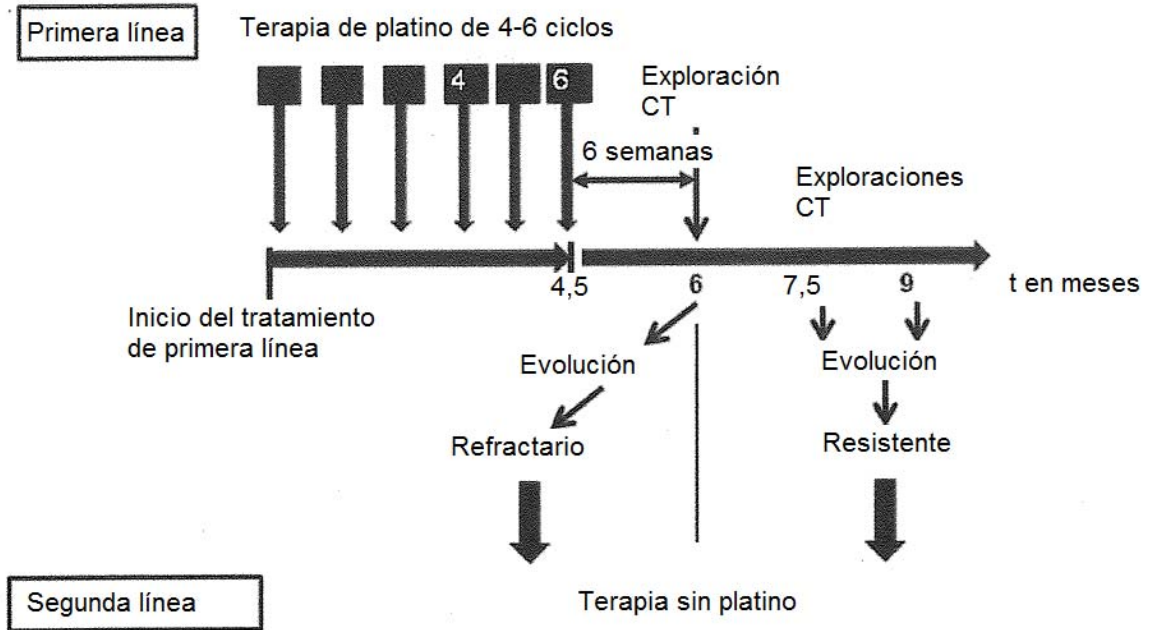 Primera línea
Terapia de platino de 4-6 ciclos
4
6
Exploración
CT
6 semanas
Exploraciones
CT
4,5
6
7,5
9
t en meses
Inicio del tratamiento
de primera línea
Evolución
Evolución
Refractario
Resistente
Segunda línea
Terapia sin platino